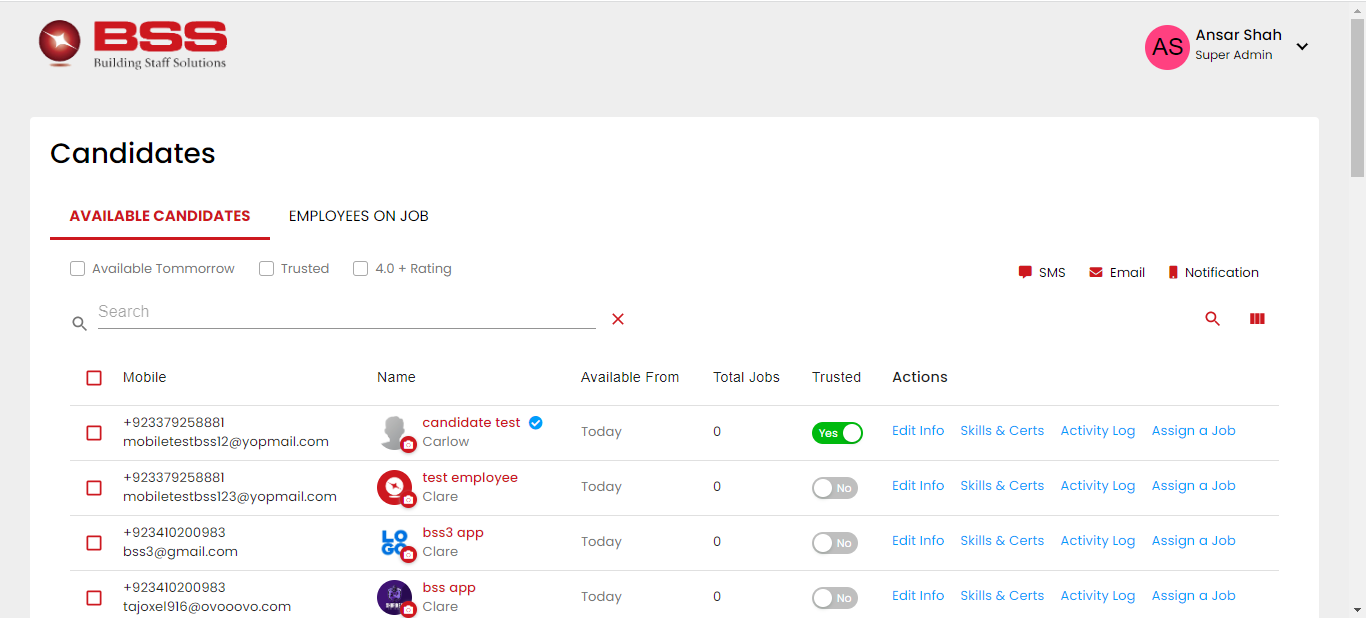 BSS
Building Staff Solutions
AS
Ansar Shah
Super Admin
Candidates
AVAILABLE CANDIDATES EMPLOYEES ON JOB
Available Tommorrow Trusted 4.0 + Rating SMS Email Notification
Search
Mobile Name Available From Total Jobs Trusted Actions
+923379258881 candidate test
mobiletestbss12@yopmail.com Carlow Today 0 Yes Edit Info Skills & Certs Activity Log Assign a Job
+923379258881 test employee
mobiletestbss123@yopmail.com Clare Today 0 No Edit Info Skills & Certs Activity Log Assign a Job
+923410200983 LOGO bss3 app
bss3@gmail.com Clare Today 0 No Edit Info Skills & Certs Activity Log Assign a Job
+923410200983 bss app
tajoxel916@ovooovo.com Clare Today 0 No Edit Info Skills & Certs Activity Log Assign a Job